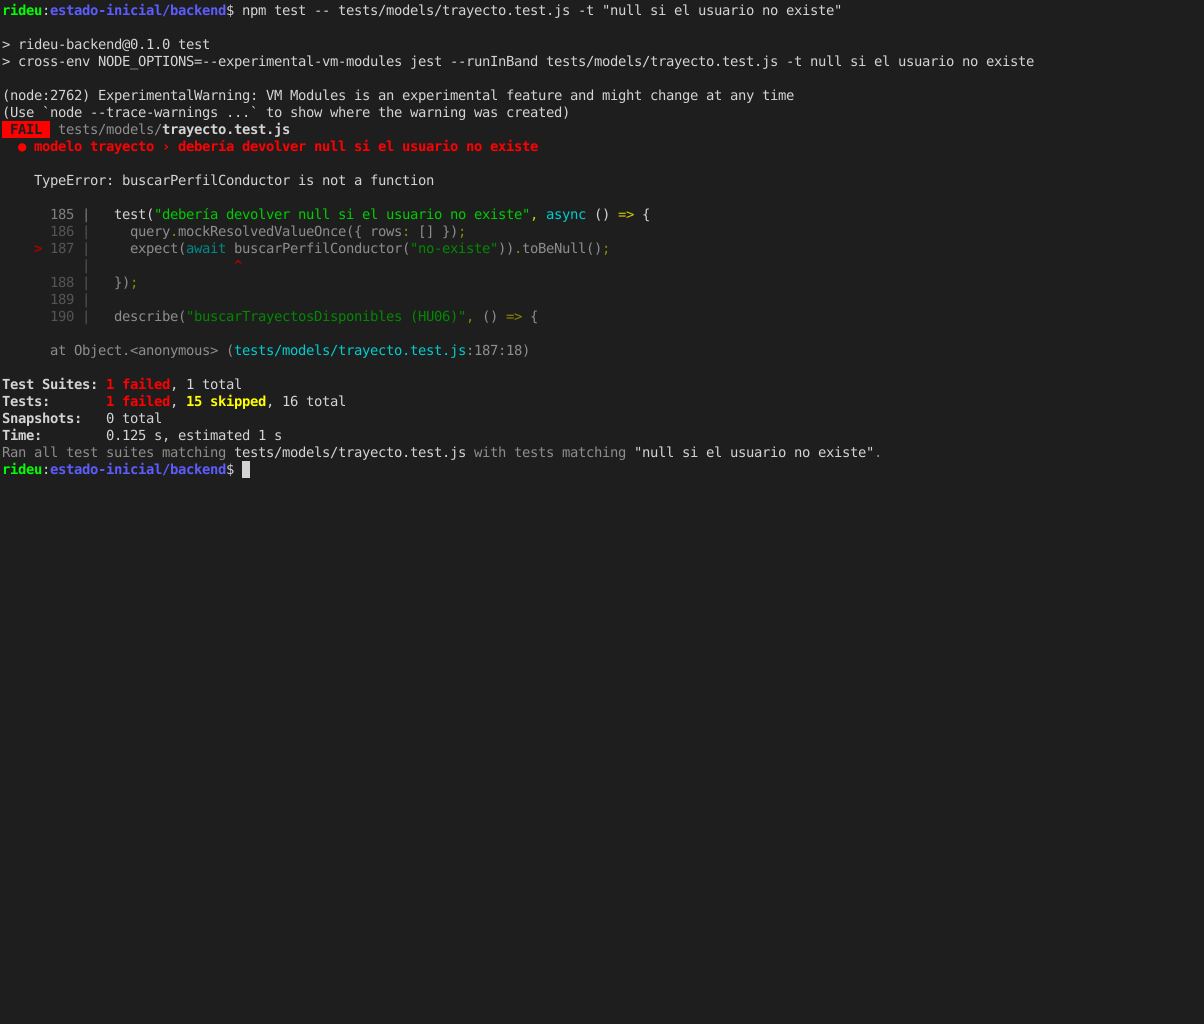 rideu:estado-inicial/backend$ npm test -- tests/models/trayecto.test.js -t "null si el usuario no existe"
> rideu-backend@0.1.0 test
> cross-env NODE_OPTIONS=--experimental-vm-modules jest --runInBand tests/models/trayecto.test.js -t null si el usuario no existe
(node:2762) ExperimentalWarning: VM Modules is an experimental feature and might change at any time
(Use `node --trace-warnings ...` to show where the warning was created)
FAIL tests/models/trayecto.test.js
● modelo trayecto › debería devolver null si el usuario no existe
TypeError: buscarPerfilConductor is not a function
185 |   test("debería devolver null si el usuario no existe", async () => {
186 |     query.mockResolvedValueOnce({ rows: [] });
> 187 |     expect(await buscarPerfilConductor("no-existe")).toBeNull();
|                  ^
188 |   });
189 |
190 |   describe("buscarTrayectosDisponibles (HU06)", () => {
at Object.<anonymous> (tests/models/trayecto.test.js:187:18)
Test Suites: 1 failed, 1 total
Tests:       1 failed, 15 skipped, 16 total
Snapshots:   0 total
Time:        0.125 s, estimated 1 s
Ran all test suites matching tests/models/trayecto.test.js with tests matching "null si el usuario no existe".
rideu:estado-inicial/backend$